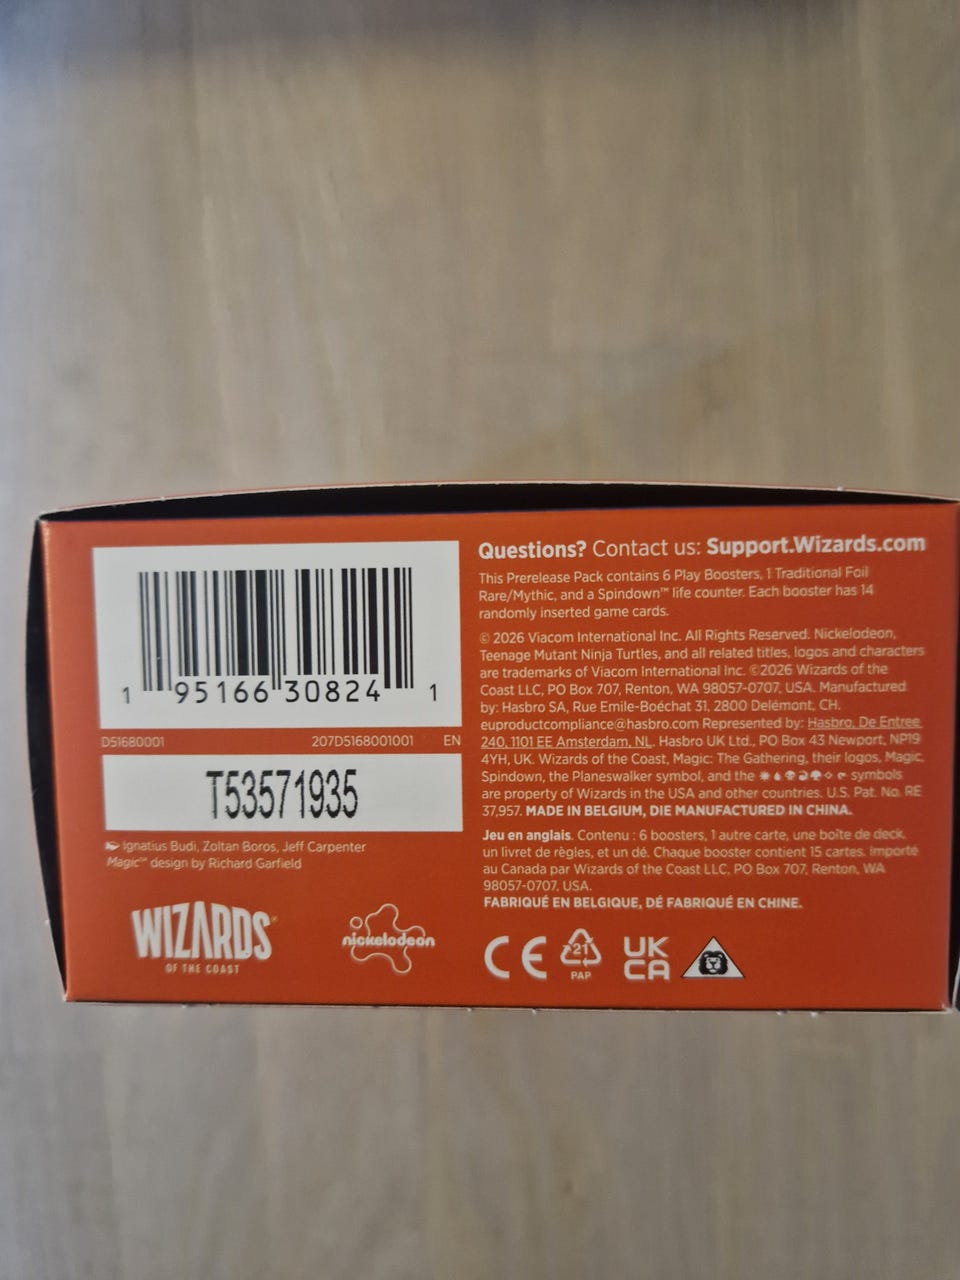 1 95166 30824 1
D51680001 207D5168001001 EN
T53571935
Ignatius Budi, Zoltan Boros, Jeff Carpenter
Magic℠ design by Richard Garfield
WIZARDS®
OF THE COAST
nickelodeon
Questions? Contact us: Support.Wizards.com
This Prerelease Pack contains 6 Play Boosters, 1 Traditional Foil
Rare/Mythic, and a Spindown™ life counter. Each booster has 14
randomly inserted game cards.
© 2026 Viacom International Inc. All Rights Reserved. Nickelodeon,
Teenage Mutant Ninja Turtles, and all related titles, logos and characters
are trademarks of Viacom International Inc. ©2026 Wizards of the
Coast LLC, PO Box 707, Renton, WA 98057-0707, USA. Manufactured
by: Hasbro SA, Rue Emile-Boéchat 31, 2800 Delémont, CH.
euproductcompliance@hasbro.com Represented by: Hasbro, De Entree
240, 1101 EE Amsterdam, NL. Hasbro UK Ltd., PO Box 43 Newport, NP19
4YH, UK. Wizards of the Coast, Magic: The Gathering, their logos, Magic,
Spindown, the Planeswalker symbol, and the symbols
are property of Wizards in the USA and other countries. U.S. Pat. No. RE
37,957. MADE IN BELGIUM, DIE MANUFACTURED IN CHINA.
Jeu en anglais. Contenu : 6 boosters, 1 autre carte, une boîte de deck,
un livret de règles, et un dé. Chaque booster contient 15 cartes. Importé
au Canada par Wizards of the Coast LLC, PO Box 707, Renton, WA
98057-0707, USA.
FABRIQUÉ EN BELGIQUE, DÉ FABRIQUÉ EN CHINE.
CE
21
PAP
UK
CA